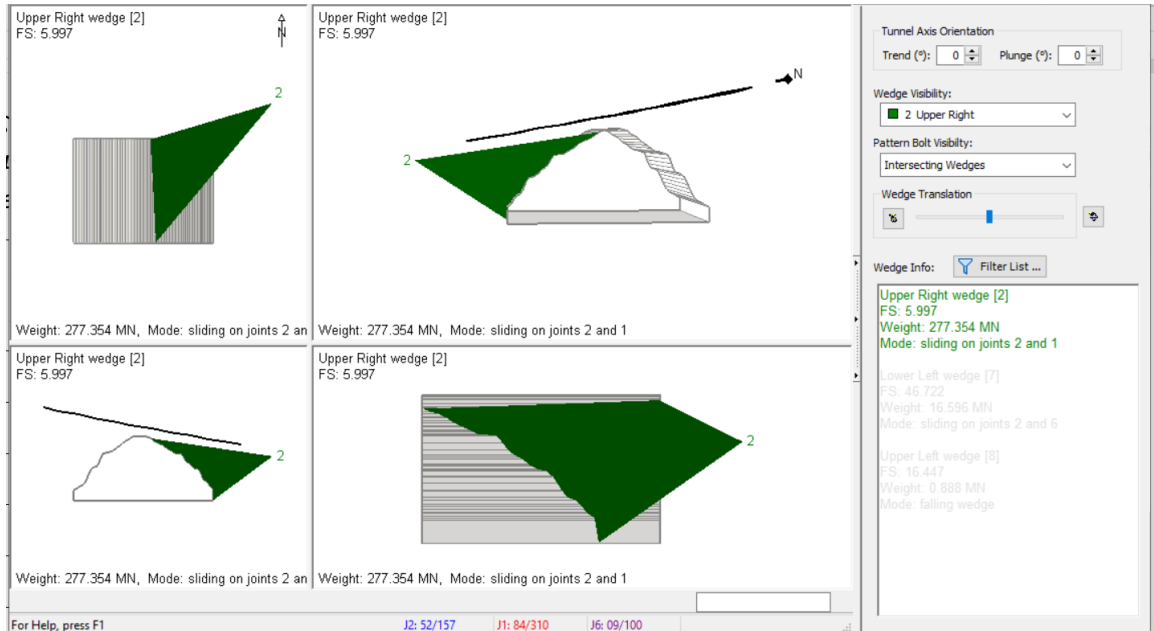 Upper Right wedge [2]
FS: 5.997
N
2
Weight: 277.354 MN, Mode: sliding on joints 2 an
Upper Right wedge [2]
FS: 5.997
N
2
Weight: 277.354 MN, Mode: sliding on joints 2 and 1
Upper Right wedge [2]
FS: 5.997
2
Weight: 277.354 MN, Mode: sliding on joints 2 an
Upper Right wedge [2]
FS: 5.997
2
Weight: 277.354 MN, Mode: sliding on joints 2 and 1
Tunnel Axis Orientation
Trend (°): 0 Plunge (°): 0
Wedge Visibility:
2 Upper Right
Pattern Bolt Visibilty:
Intersecting Wedges
Wedge Translation
Wedge Info: Filter List ...
Upper Right wedge [2]
FS: 5.997
Weight: 277.354 MN
Mode: sliding on joints 2 and 1
Lower Left wedge [7]
FS: 46.722
Weight: 16.596 MN
Mode: sliding on joints 2 and 6
Upper Left wedge [8]
FS: 16.447
Weight: 0.888 MN
Mode: falling wedge
For Help, press F1
J2: 52/157
J1: 84/310
J6: 09/100